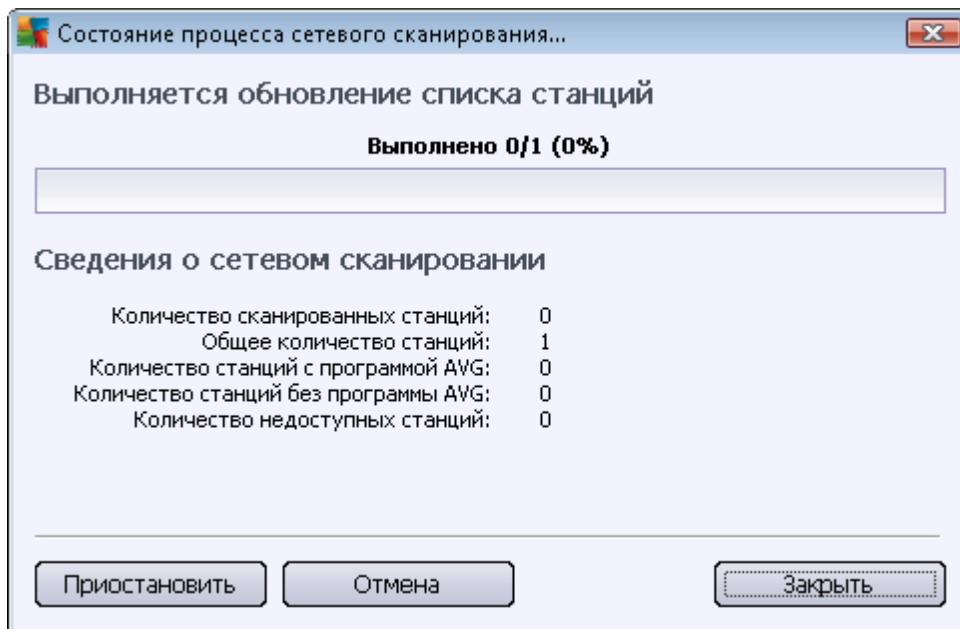 Состояние процесса сетевого сканирования...
Выполняется обновление списка станций
Выполнено 0/1 (0%)
Сведения о сетевом сканировании
Количество сканированных станций: 0
Общее количество станций: 1
Количество станций с программой AVG: 0
Количество станций без программы AVG: 0
Количество недоступных станций: 0
Приостановить Отмена Закрыть